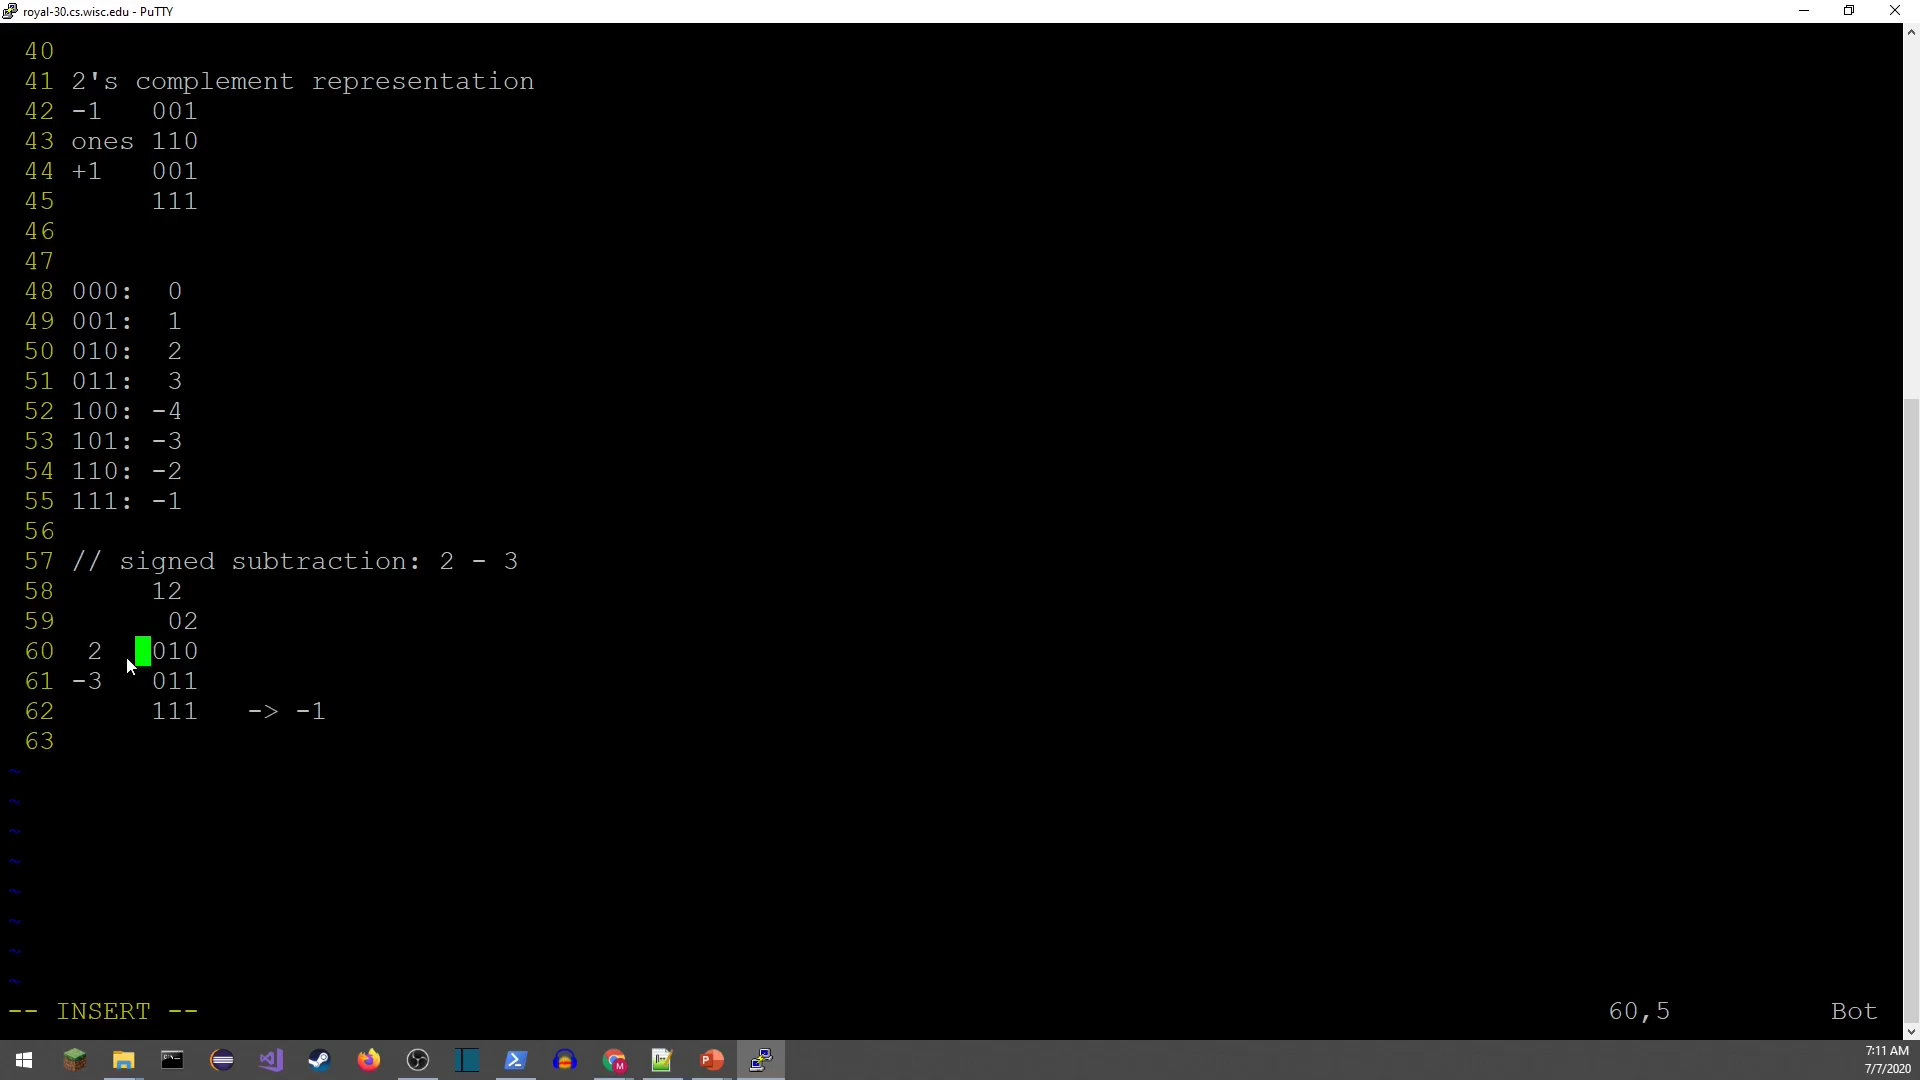 royal-30.cs.wisc.edu - PuTTY
40
41 2's complement representation
42 -1   001
43 ones 110
44 +1   001
45      111
46
47
48 000:  0
49 001:  1
50 010:  2
51 011:  3
52 100: -4
53 101: -3
54 110: -2
55 111: -1
56
57 // signed subtraction: 2 - 3
58      12
59       02
60  2   010
61 -3   011
62      111   -> -1
63
~
~
~
~
~
~
~
~
-- INSERT --                    60,5          Bot
7:11 AM
7/7/2020